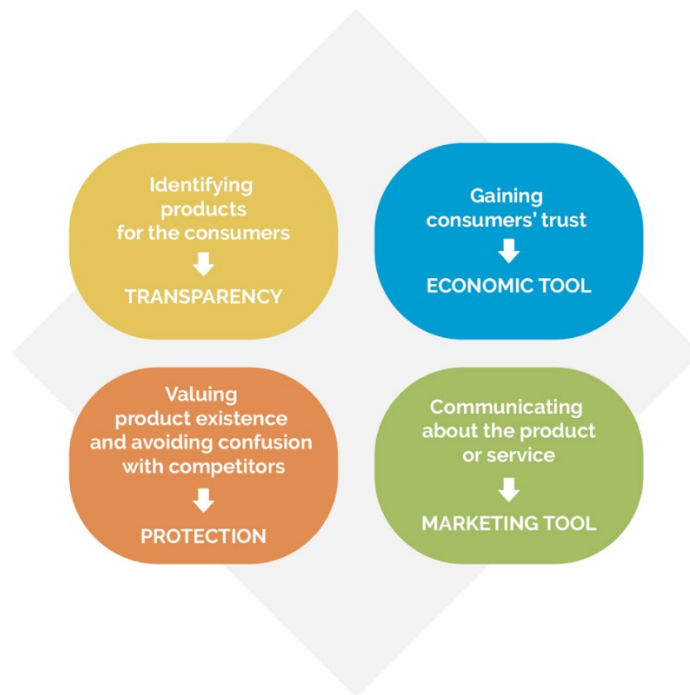 Identifying
products
for the consumers
TRANSPARENCY
Gaining
consumers’ trust
ECONOMIC TOOL
Valuing
product existence
and avoiding confusion
with competitors
PROTECTION
Communicating
about the product
or service
MARKETING TOOL